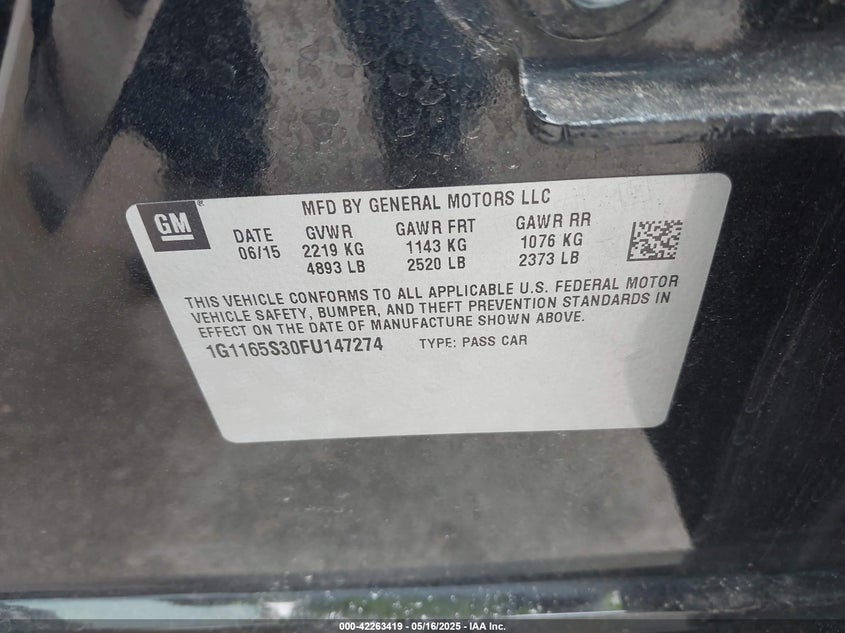 GM
MFD BY GENERAL MOTORS LLC
DATE GVWR GAWR FRT GAWR RR
06/15 2219 KG 1143 KG 1076 KG
4893 LB 2520 LB 2373 LB
THIS VEHICLE CONFORMS TO ALL APPLICABLE U.S. FEDERAL MOTOR
VEHICLE SAFETY, BUMPER, AND THEFT PREVENTION STANDARDS IN
EFFECT ON THE DATE OF MANUFACTURE SHOWN ABOVE.
1G1165S30FU147274 TYPE: PASS CAR
000-42263419 - 05/16/2025 - IAA Inc.